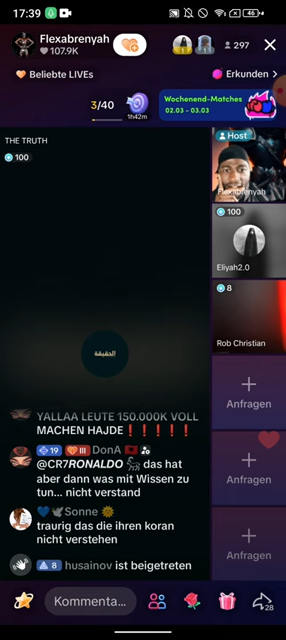 17:39
46
Flexabrenyah
107.9K
297
Beliebte LIVEs
Erkunden
3/40
1h42m
Wochenend-Matches
02.03 - 03.03
THE TRUTH
100
الحقيقة
Host
Flexabrenyah
100
Eliyah2.0
8
Rob Christian
Anfragen
Anfragen
Anfragen
YALLAA LEUTE 150.000K VOLL
MACHEN HAJDE ❗❗❗❗❗
19 III DonA
@CR7RONALDO 🐐 das hat
aber dann was mit Wissen zu
tun... nicht verstand
💙🕊Sonne🌞
traurig das die ihren koran
nicht verstehen
8 husainov ist beigetreten
Kommenta...
28